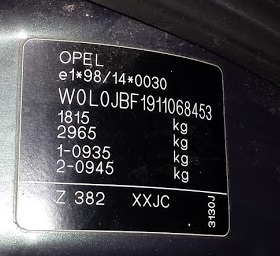 OPEL
e1*98/14*0030
W0L0JBF1911068453
1815 kg
2965 kg
1-0935 kg
2-0945 kg
Z 382 XXJC
3130J